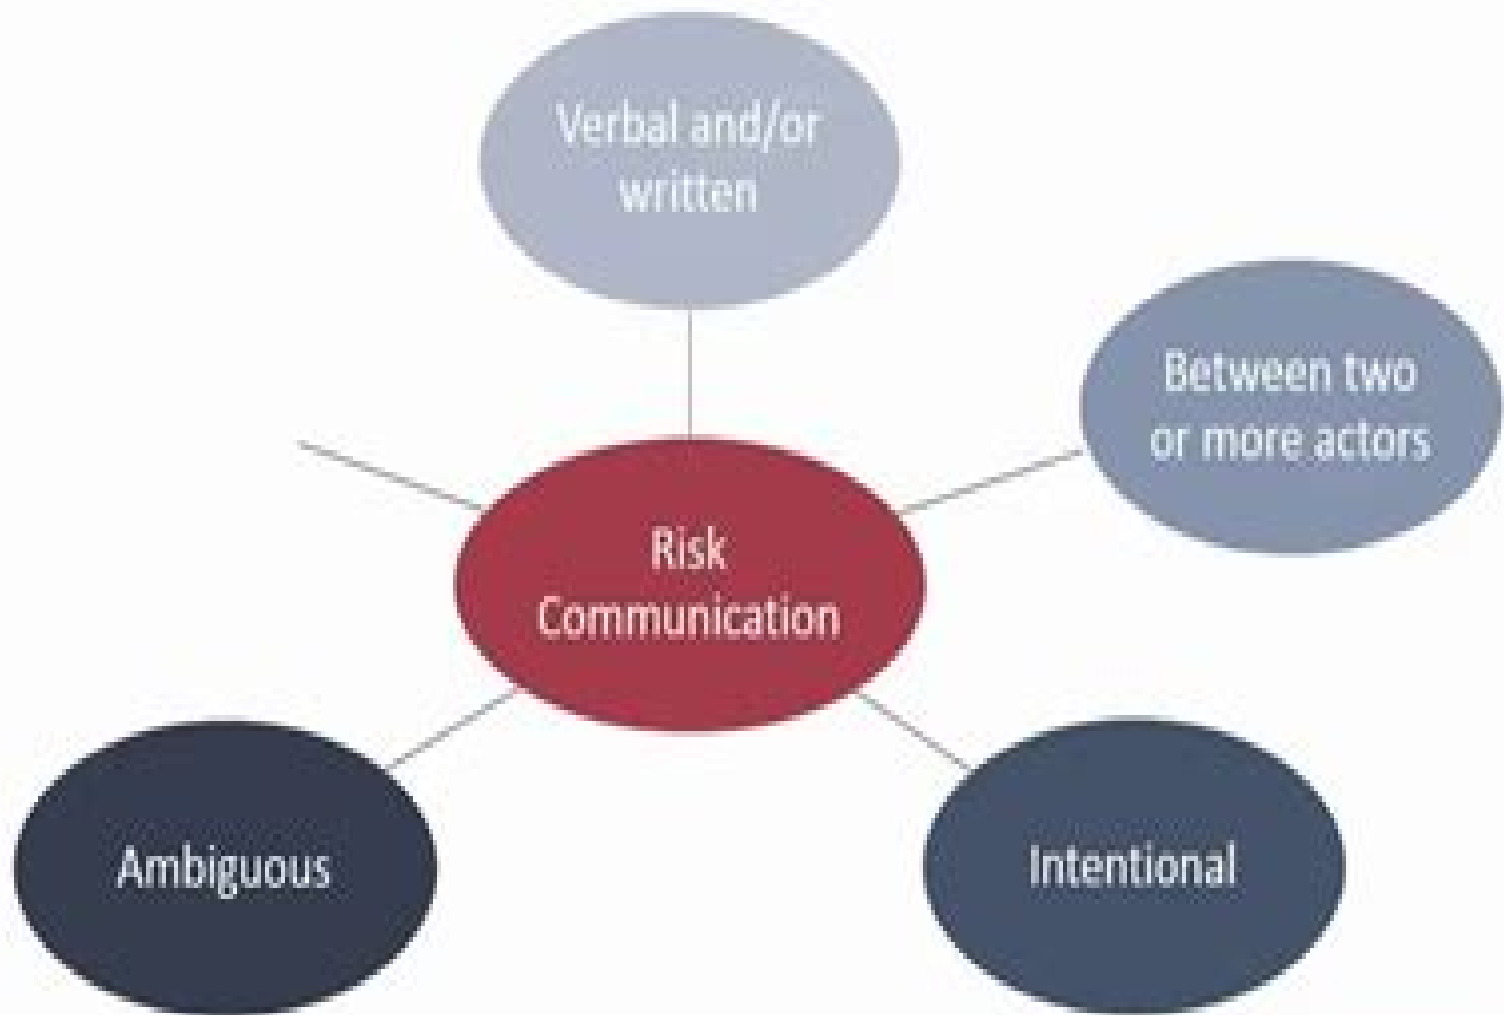 Verbal and/or
written
Between two
or more actors
Risk
Communication
Ambiguous
Intentional